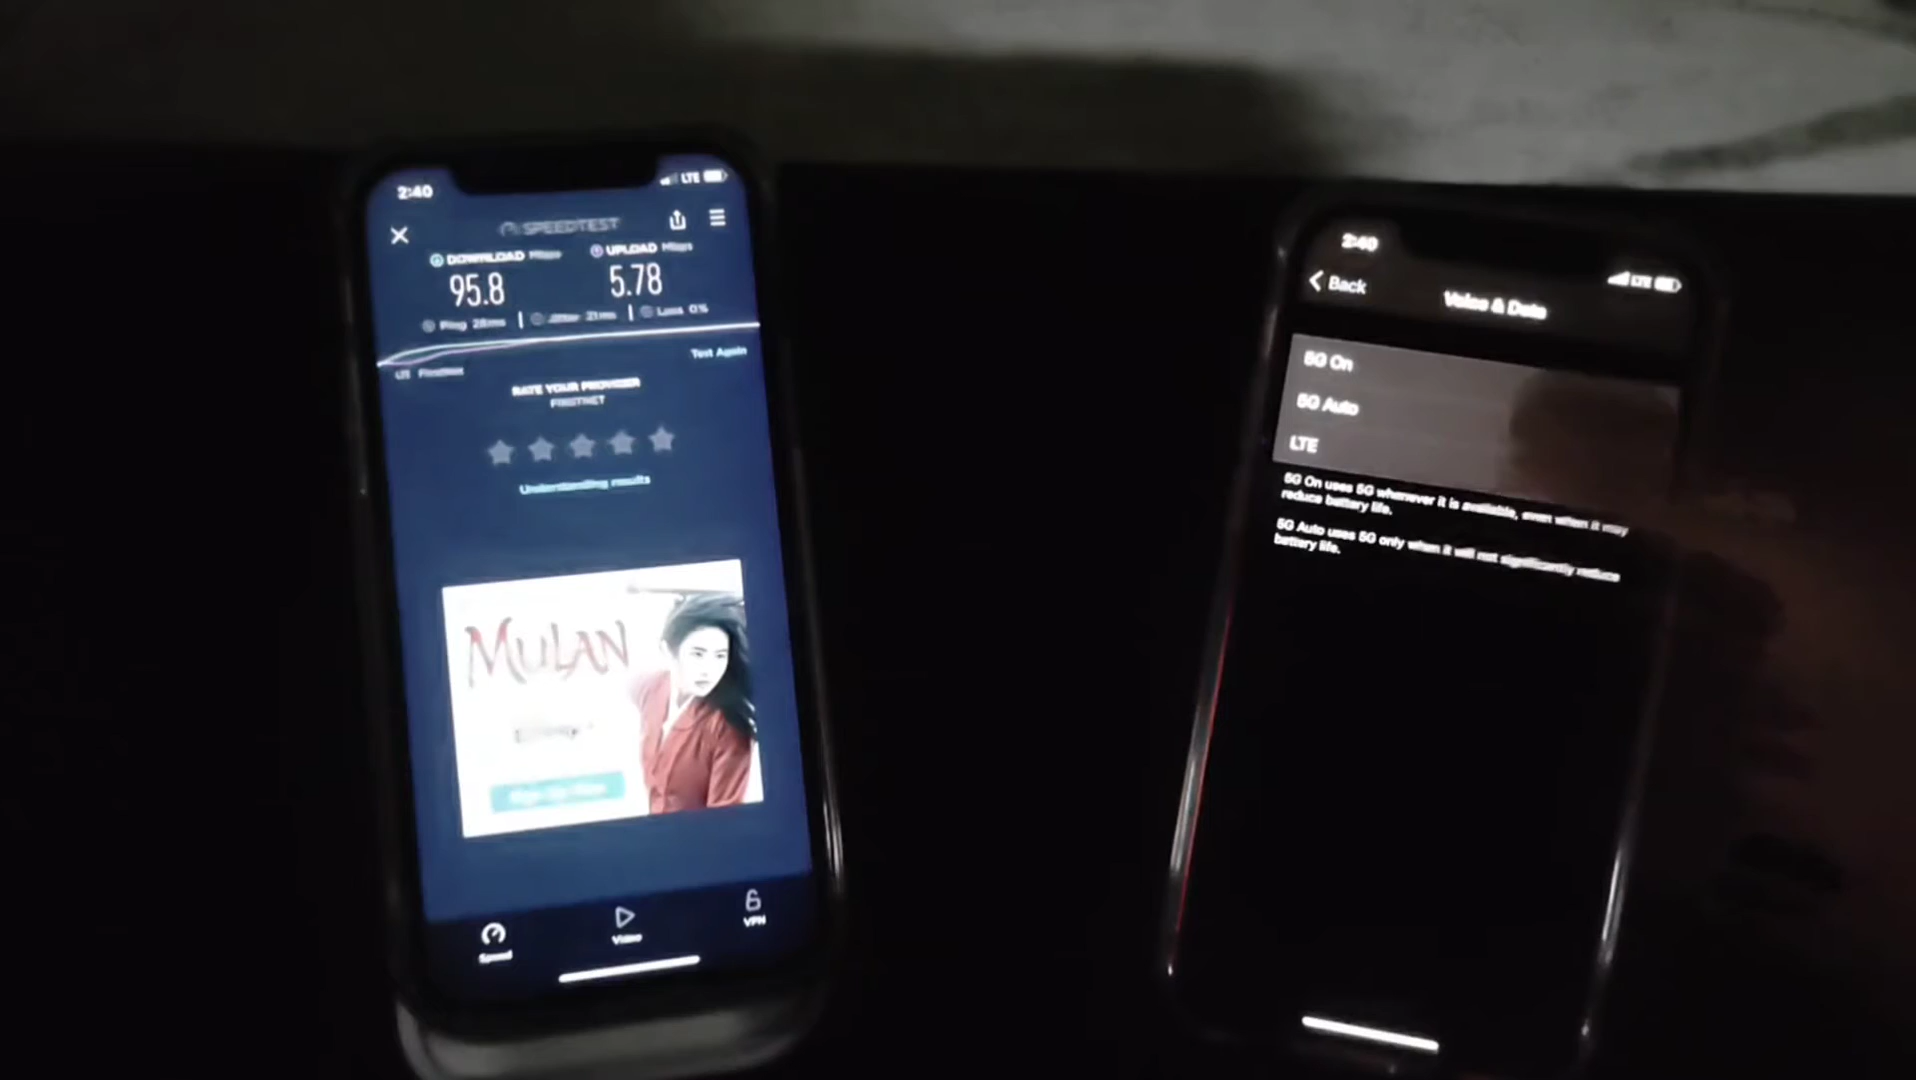 2:40
LTE
SPEEDTEST
DOWNLOAD Mbps
UPLOAD Mbps
95.8
5.78
Ping 28ms
Jitter 21ms
Loss 0%
Test Again
FirstNet
RATE YOUR PROVIDER
FIRSTNET
Understanding results
MULAN
Speed
Video
VPN
2:40
LTE
Back
Voice & Data
5G On
5G Auto
LTE
5G On uses 5G whenever it is available, even when it may
reduce battery life.
5G Auto uses 5G only when it will not significantly reduce
battery life.